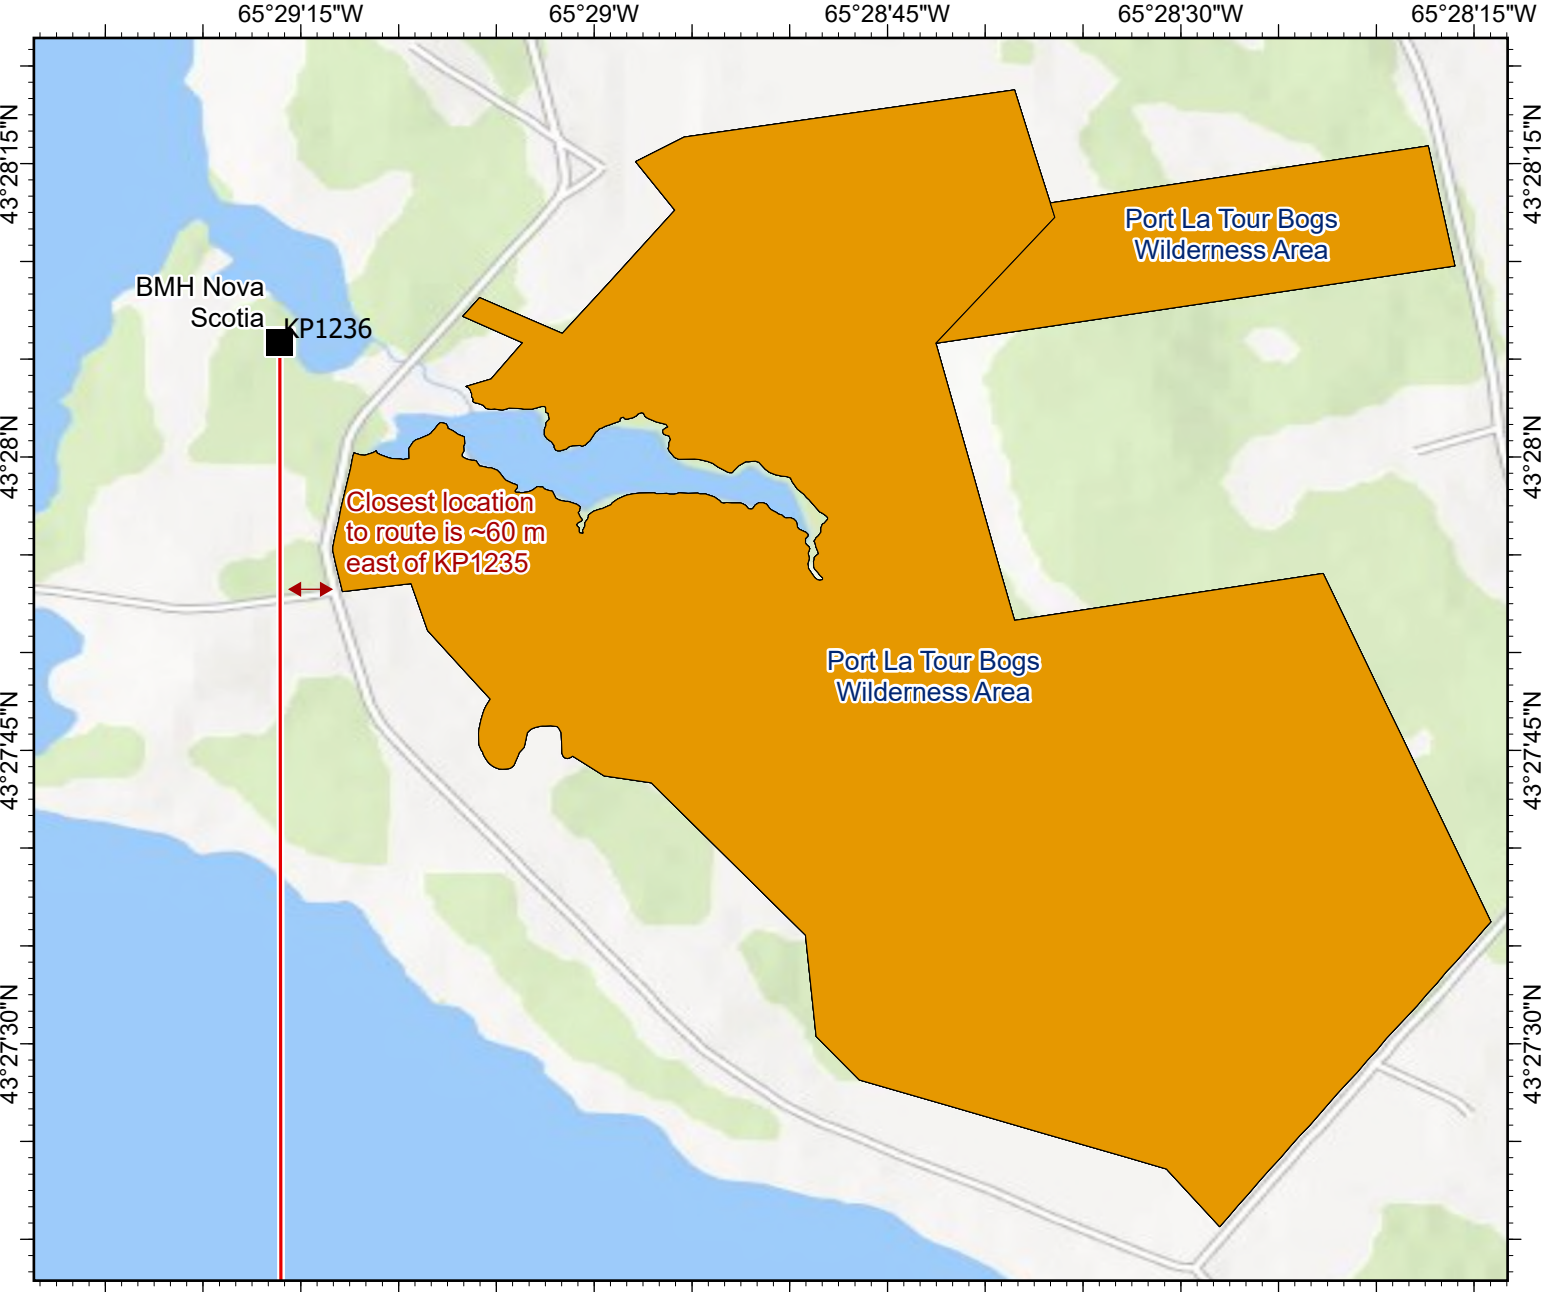 65°29'15"W
65°29'W
65°28'45"W
65°28'30"W
65°28'15"W
43°28'15"N
43°28'15"N
Port La Tour Bogs
Wilderness Area
BMH Nova
Scotia
KP1236
43°28'N
43°28'N
Closest location
to route is ~60 m
east of KP1235
Port La Tour Bogs
Wilderness Area
43°27'45"N
43°27'45"N
43°27'30"N
43°27'30"N